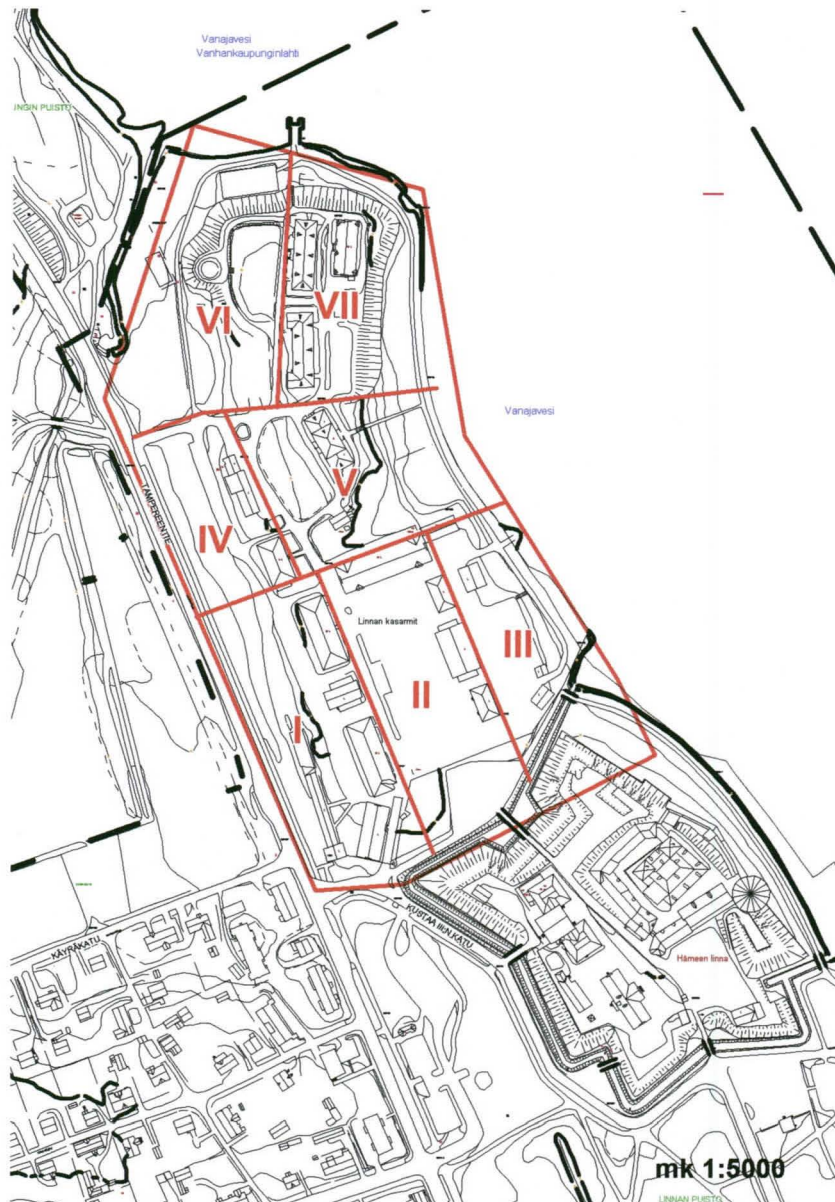 Vanajavesi
Vanhankaupunginlahti
INGIN PUISTO
VI
VII
Vanajavesi
TAMPEREENTIE
IV
V
Linnan kasarmit
III
II
I
KUSTAA III:N KATU
KÄYRÄKATU
Hämeen linna
mk 1:5000
LINNAN PUISTO